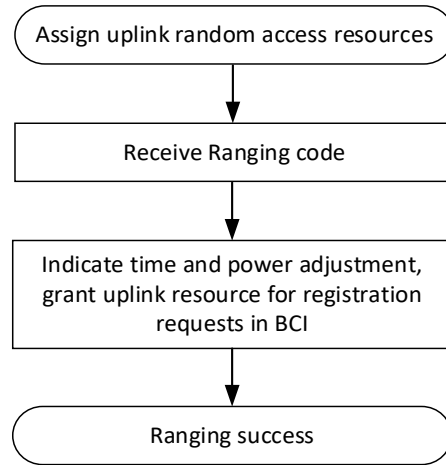 Assign uplink random access resources
Receive Ranging code
Indicate time and power adjustment,
grant uplink resource for registration
requests in BCI
Ranging success